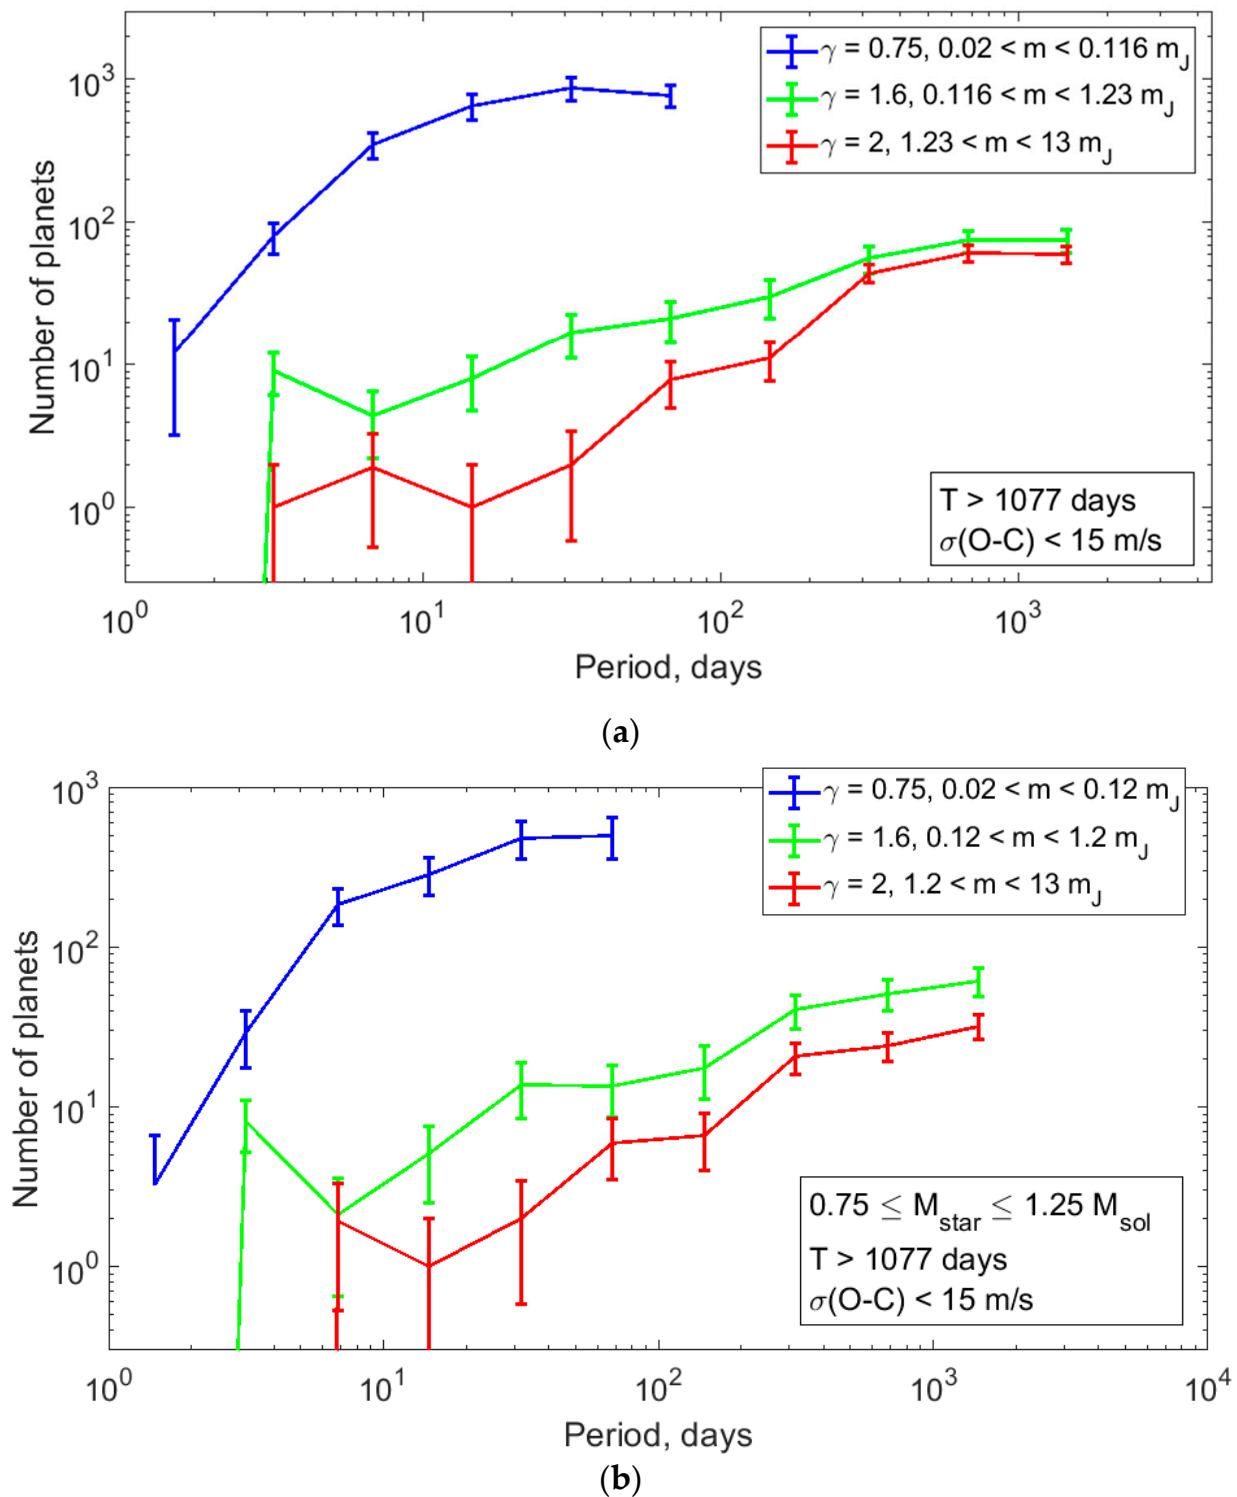 10³
10²
10¹
10⁰
Number of planets
γ = 0.75, 0.02 < m < 0.116 m_J
γ = 1.6, 0.116 < m < 1.23 m_J
γ = 2, 1.23 < m < 13 m_J
T > 1077 days
σ(O-C) < 15 m/s
10⁰ 10¹ 10² 10³
Period, days
(a)
10³
10²
10¹
10⁰
Number of planets
γ = 0.75, 0.02 < m < 0.12 m_J
γ = 1.6, 0.12 < m < 1.2 m_J
γ = 2, 1.2 < m < 13 m_J
0.75 ≤ M_star ≤ 1.25 M_sol
T > 1077 days
σ(O-C) < 15 m/s
10⁰ 10¹ 10² 10³ 10⁴
Period, days
(b)